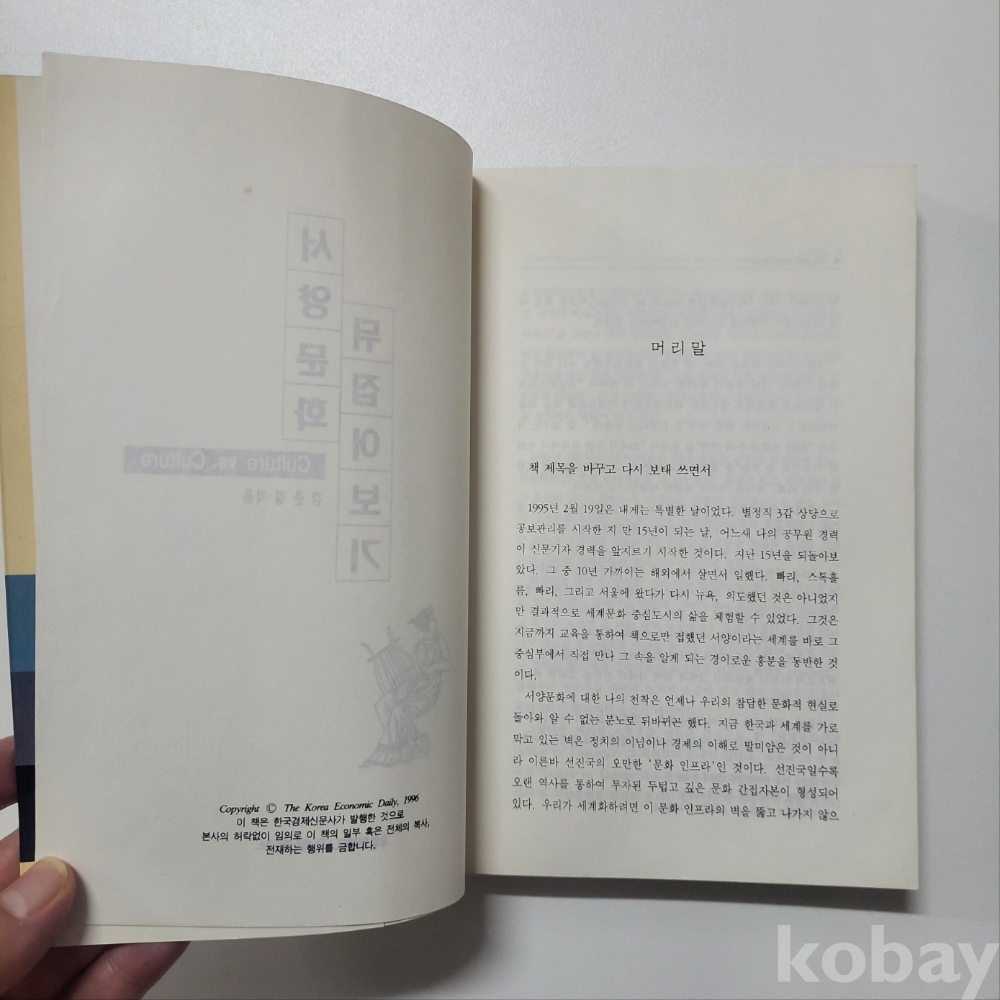 서양문화
뒤집어보기
Culture vs. Culture
Copyright © The Korea Economic Daily, 1996
이 책은 한국경제신문사가 발행한 것으로
본사의 허락없이 임의로 이 책의 일부 혹은 전체의 복사,
전재하는 행위를 금합니다.
머리말
책 제목을 바꾸고 다시 보태 쓰면서
1995년 2월 19일은 내게는 특별한 날이었다. 별정직 3갑 상당으로
공보관리를 시작한 지 만 15년이 되는 날, 어느새 나의 공무원 경력
이 신문기자 경력을 앞지르기 시작한 것이다. 지난 15년을 되돌아보
았다. 그 중 10년 가까이는 해외에서 살면서 일했다. 빠리, 스톡홀
름, 빠리, 그리고 서울에 왔다가 다시 뉴욕, 의도했던 것은 아니었지
만 결과적으로 세계문화 중심도시의 삶을 체험할 수 있었다. 그것은
지금까지 교육을 통하여 책으로만 접했던 서양이라는 세계를 바로 그
중심부에서 직접 만나 그 속을 알게 되는 경이로운 흥분을 동반한 것
이다.
서양문화에 대한 나의 천착은 언제나 우리의 참담한 문화적 현실로
돌아와 알 수 없는 분노로 뒤바뀌곤 했다. 지금 한국과 세계를 가로
막고 있는 벽은 정치의 이념이나 경제의 이해로 말미암은 것이 아니
라 이른바 선진국의 오만한 '문화 인프라'인 것이다. 선진국일수록
오랜 역사를 통하여 투자된 두텁고 깊은 문화 간접자본이 형성되어
있다. 우리가 세계화하려면 이 문화 인프라의 벽을 뚫고 나가지 않으
kobay